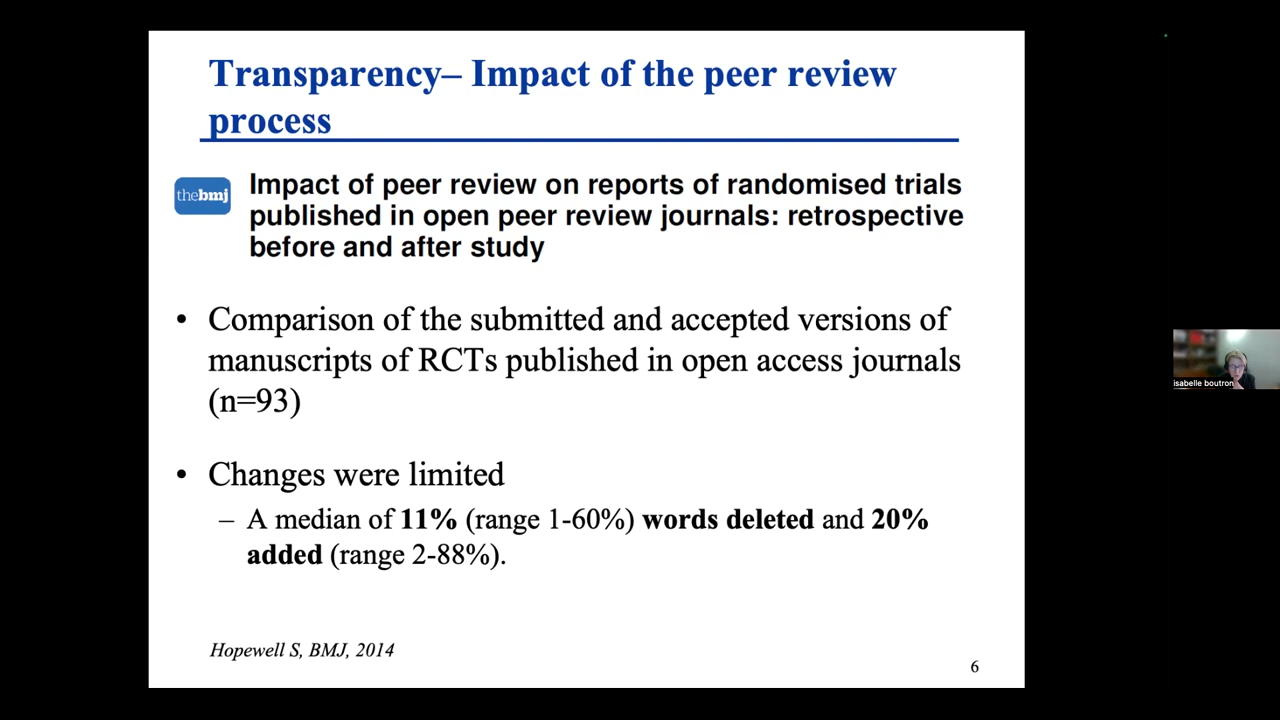 Transparency– Impact of the peer review
process
thebmj
Impact of peer review on reports of randomised trials
published in open peer review journals: retrospective
before and after study
• Comparison of the submitted and accepted versions of
manuscripts of RCTs published in open access journals
(n=93)
• Changes were limited
– A median of 11% (range 1-60%) words deleted and 20%
added (range 2-88%).
Hopewell S, BMJ, 2014
6
isabelle boutron